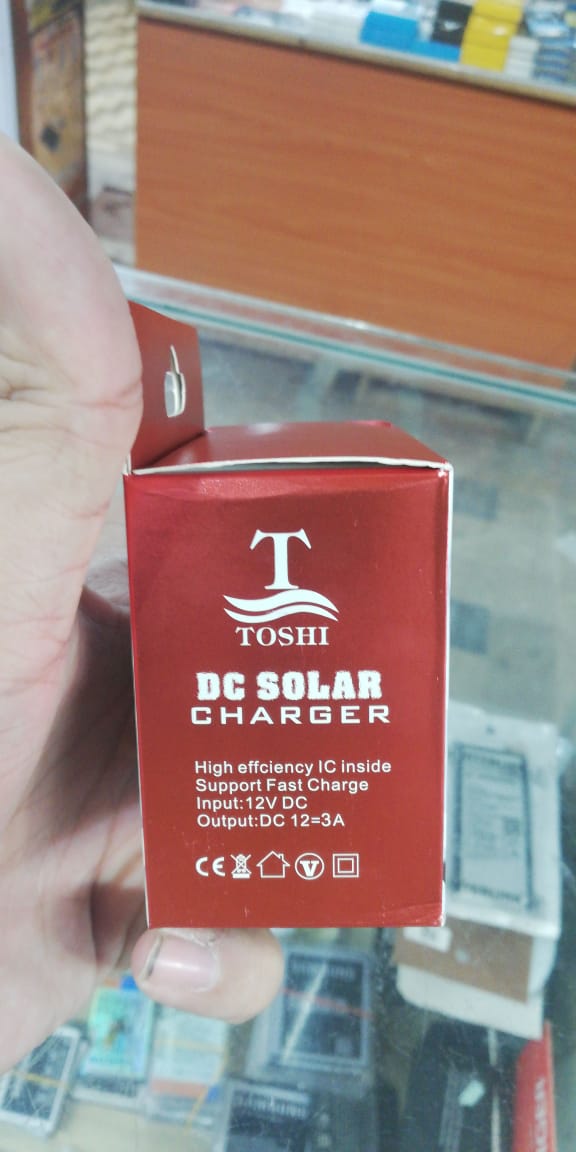 T
TOSHI
DC SOLAR
CHARGER
High effciency IC inside
Support Fast Charge
Input:12V DC
Output:DC 12=3A
CE
V